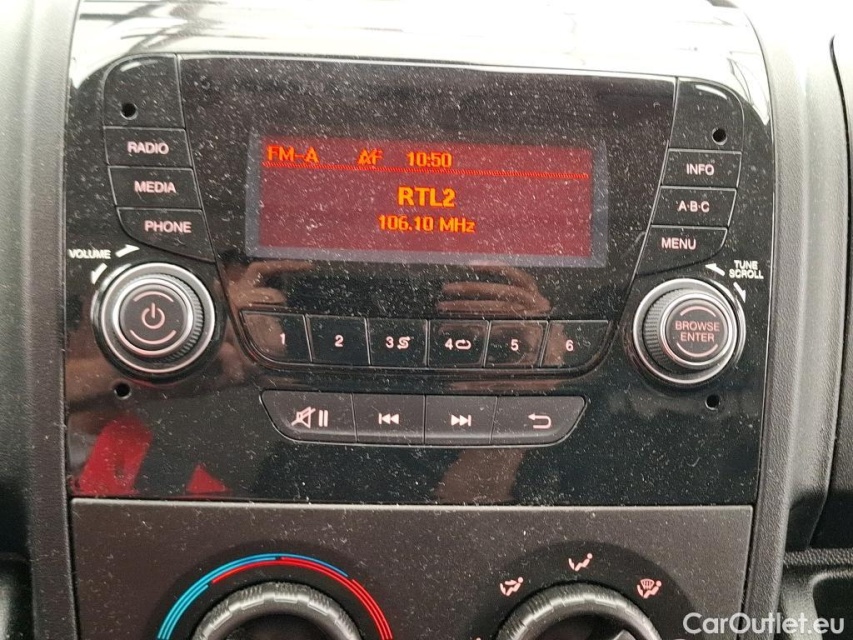 FM-A AF 10:50
RTL2
106.10 MHz
RADIO
MEDIA
PHONE
VOLUME
INFO
A·B·C
MENU
TUNE
SCROLL
BROWSE
ENTER
1 2 3 4 5 6
CarOutlet.eu